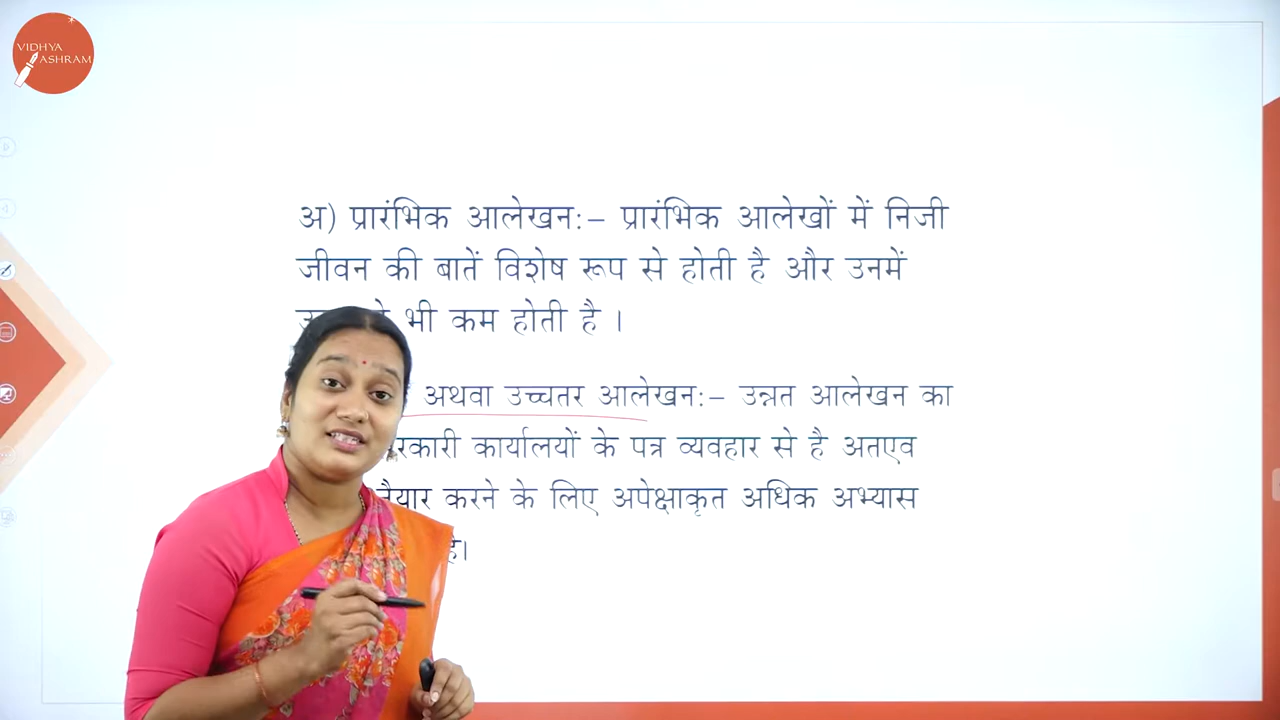 VIDHYA
ASHRAM
अ) प्रारंभिक आलेखन:– प्रारंभिक आलेखों में निजी
जीवन की बातें विशेष रूप से होती है और उनमें
भी कम होती है ।
अथवा उच्चतर आलेखन:– उन्नत आलेखन का
कार्यालयों के पत्र व्यवहार से है अतएव
करने के लिए अपेक्षाकृत अधिक अभ्यास
है।